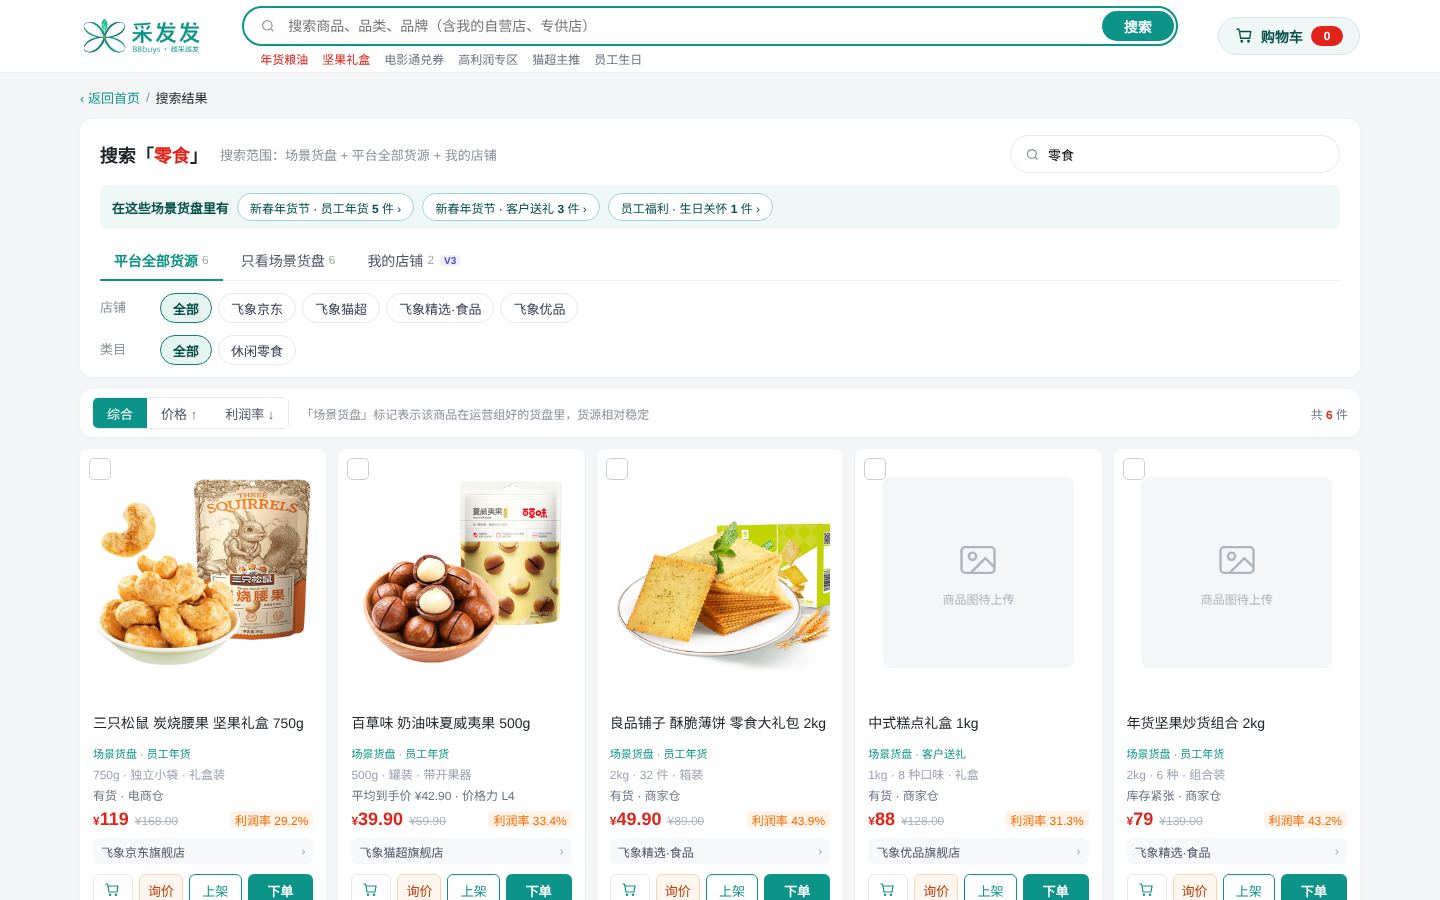 采发发
88buys · 越采越发
搜索商品、品类、品牌（含我的自营店、专供店）
搜索
购物车 0
年货粮油 坚果礼盒 电影通兑券 高利润专区 猫超主推 员工生日
‹ 返回首页 / 搜索结果
搜索「零食」 搜索范围：场景货盘 + 平台全部货源 + 我的店铺
零食
在这些场景货盘里有 新春年货节 · 员工年货 5 件 › 新春年货节 · 客户送礼 3 件 › 员工福利 · 生日关怀 1 件 ›
平台全部货源 6 只看场景货盘 6 我的店铺 2 V3
店铺 全部 飞象京东 飞象猫超 飞象精选·食品 飞象优品
类目 全部 休闲零食
综合 价格 ↑ 利润率 ↓ 「场景货盘」标记表示该商品在运营组好的货盘里，货源相对稳定 共 6 件
THREE
SQUIRRELS
三只松鼠
烧腰果
夏威夷果
百草味
商品图待上传
商品图待上传
三只松鼠 炭烧腰果 坚果礼盒 750g
场景货盘 · 员工年货
750g · 独立小袋 · 礼盒装
有货 · 电商仓
¥119 ¥168.00 利润率 29.2%
飞象京东旗舰店 ›
询价 上架 下单
百草味 奶油味夏威夷果 500g
场景货盘 · 员工年货
500g · 罐装 · 带开果器
平均到手价 ¥42.90 · 价格力 L4
¥39.90 ¥59.90 利润率 33.4%
飞象猫超旗舰店 ›
询价 上架 下单
良品铺子 酥脆薄饼 零食大礼包 2kg
场景货盘 · 员工年货
2kg · 32 件 · 箱装
有货 · 商家仓
¥49.90 ¥89.00 利润率 43.9%
飞象精选·食品 ›
询价 上架 下单
中式糕点礼盒 1kg
场景货盘 · 客户送礼
1kg · 8 种口味 · 礼盒
有货 · 商家仓
¥88 ¥128.00 利润率 31.3%
飞象优品旗舰店 ›
询价 上架 下单
年货坚果炒货组合 2kg
场景货盘 · 员工年货
2kg · 6 种 · 组合装
库存紧张 · 商家仓
¥79 ¥139.00 利润率 43.2%
飞象精选·食品 ›
询价 上架 下单